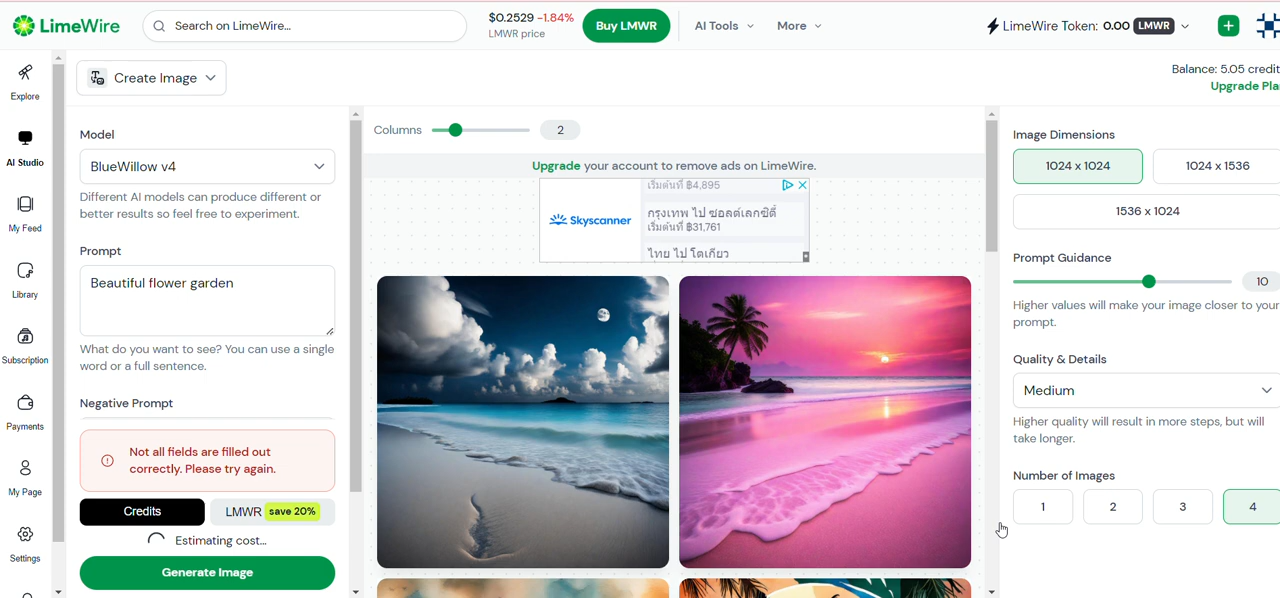 LimeWire
Search on LimeWire...
$0.2529 -1.84%
LMWR price
Buy LMWR
AI Tools
More
LimeWire Token: 0.00 LMWR
Explore
AI Studio
My Feed
Library
Subscription
Payments
My Page
Settings
Create Image
Balance: 5.05 credit
Upgrade Pla
Model
BlueWillow v4
Different AI models can produce different or
better results so feel free to experiment.
Prompt
Beautiful flower garden
What do you want to see? You can use a single
word or a full sentence.
Negative Prompt
Not all fields are filled out
correctly. Please try again.
Credits
LMWR save 20%
Estimating cost...
Generate Image
Columns
2
Upgrade your account to remove ads on LimeWire.
Skyscanner
เริ่มต้นที่ ฿4,895
กรุงเทพ ไป ซอลต์เลกซิตี้
เริ่มต้นที่ ฿31,761
ไทย ไป โตเกียว
Image Dimensions
1024 x 1024
1024 x 1536
1536 x 1024
Prompt Guidance
10
Higher values will make your image closer to your
prompt.
Quality & Details
Medium
Higher quality will result in more steps, but will
take longer.
Number of Images
1
2
3
4